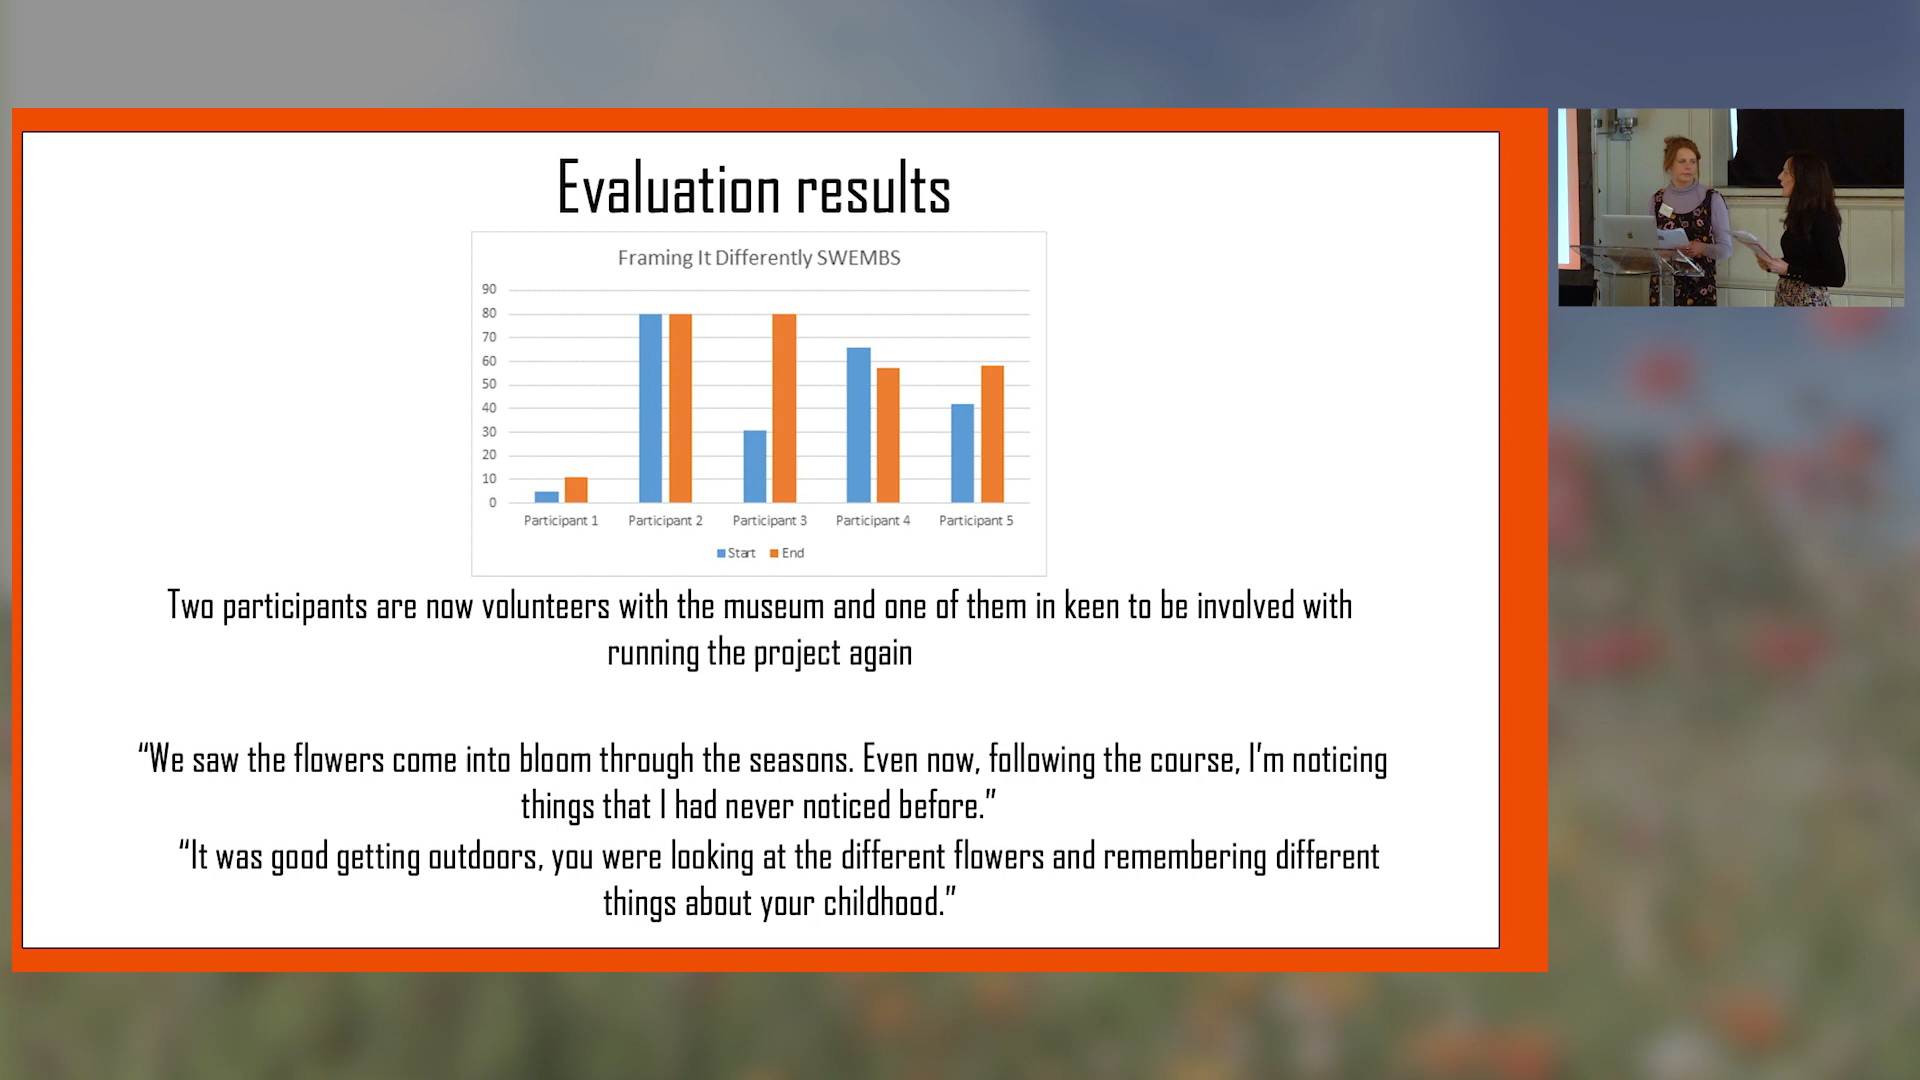 Evaluation results
Framing It Differently SWEMBS
90
80
70
60
50
40
30
20
10
0
Participant 1 Participant 2 Participant 3 Participant 4 Participant 5
Start End
Two participants are now volunteers with the museum and one of them in keen to be involved with
running the project again
“We saw the flowers come into bloom through the seasons. Even now, following the course, I’m noticing
things that I had never noticed before.”
“It was good getting outdoors, you were looking at the different flowers and remembering different
things about your childhood.”